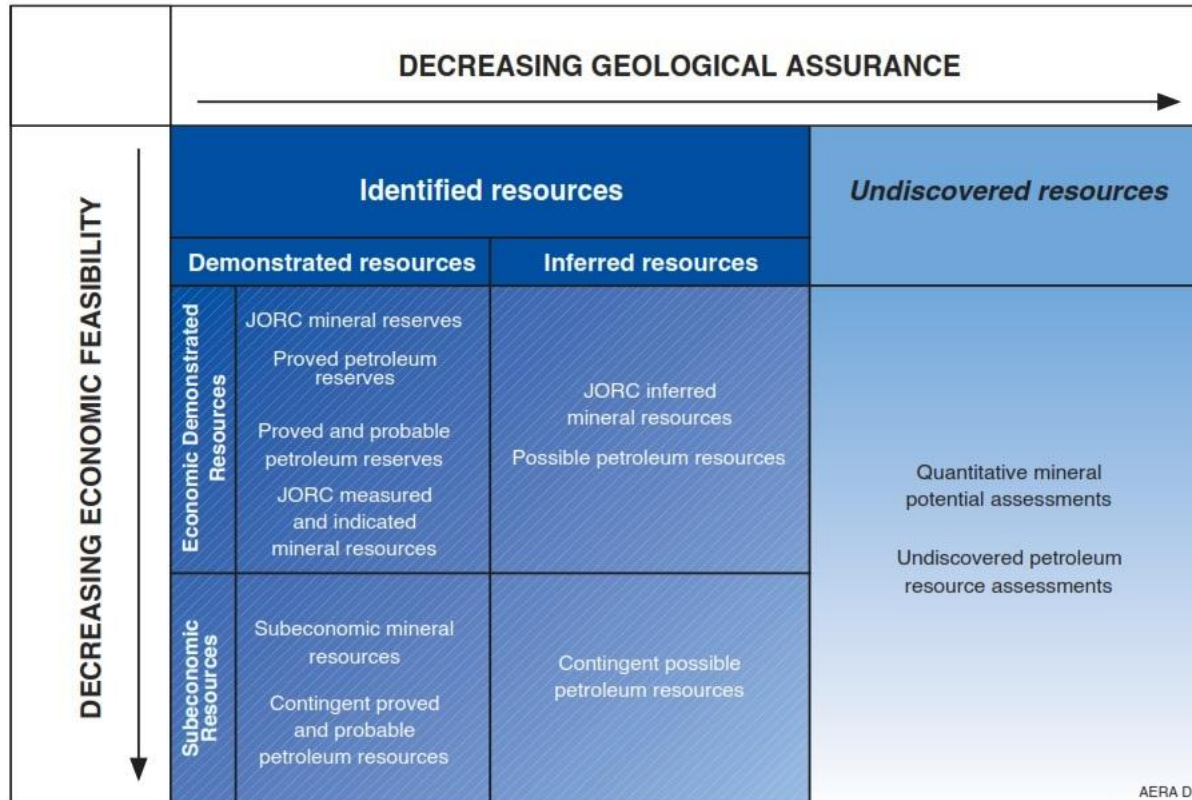 DECREASING GEOLOGICAL ASSURANCE
DECREASING ECONOMIC FEASIBILITY
Identified resources
Undiscovered resources
Demonstrated resources
Inferred resources
Economic Demonstrated
Resources
JORC mineral reserves
Proved petroleum
reserves
Proved and probable
petroleum reserves
JORC measured
and indicated
mineral resources
JORC inferred
mineral resources
Possible petroleum resources
Quantitative mineral
potential assessments
Undiscovered petroleum
resource assessments
Subeconomic
Resources
Subeconomic mineral
resources
Contingent proved
and probable
petroleum resources
Contingent possible
petroleum resources
AERA D